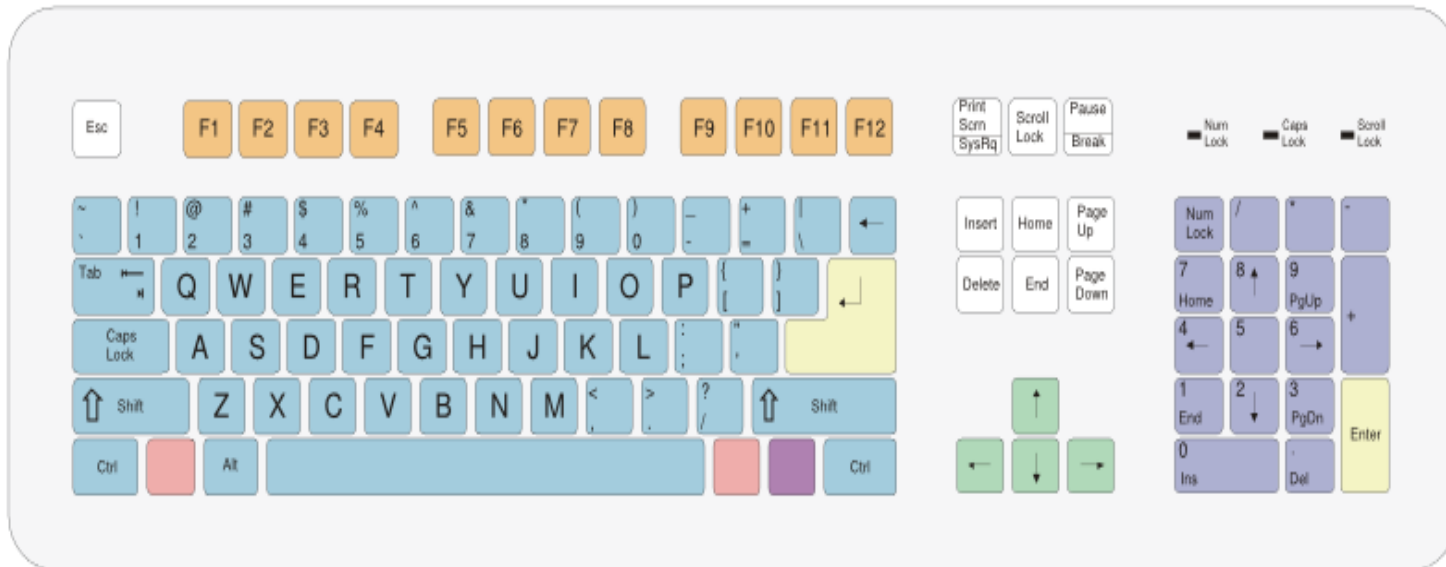 Esc F1 F2 F3 F4 F5 F6 F7 F8 F9 F10 F11 F12
Print
Scrn
SysRq
Scroll
Lock
Pause
Break
Num
Lock
Caps
Lock
Scroll
Lock
~ ! @ # $ % ^ & * ( ) _ + |
` 1 2 3 4 5 6 7 8 9 0 - = \ ←
Insert Home Page
Up
Num
Lock
/ * -
Tab Q W E R T Y U I O P { }
[ ]
Delete End Page
Down
7 8 ↑ 9
Home PgUp
+
Caps
Lock
A S D F G H J K L : "
; '
4 5 6
← →
⇧ Shift Z X C V B N M < > ? ⇧ Shift
, . /
↑
1 2 3
End ↓ PgDn
Enter
Ctrl Alt Ctrl
← ↓ →
0 .
Ins Del